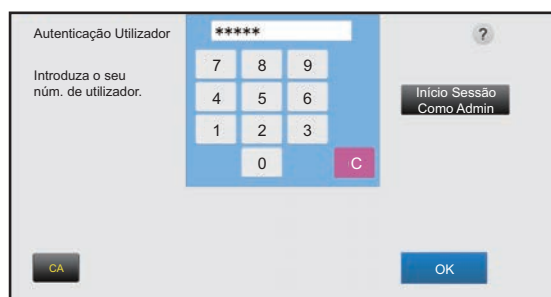 Autenticação Utilizador
*****
?
Introduza o seu
núm. de utilizador.
7 8 9
4 5 6
1 2 3
0 C
Início Sessão
Como Admin
CA
OK